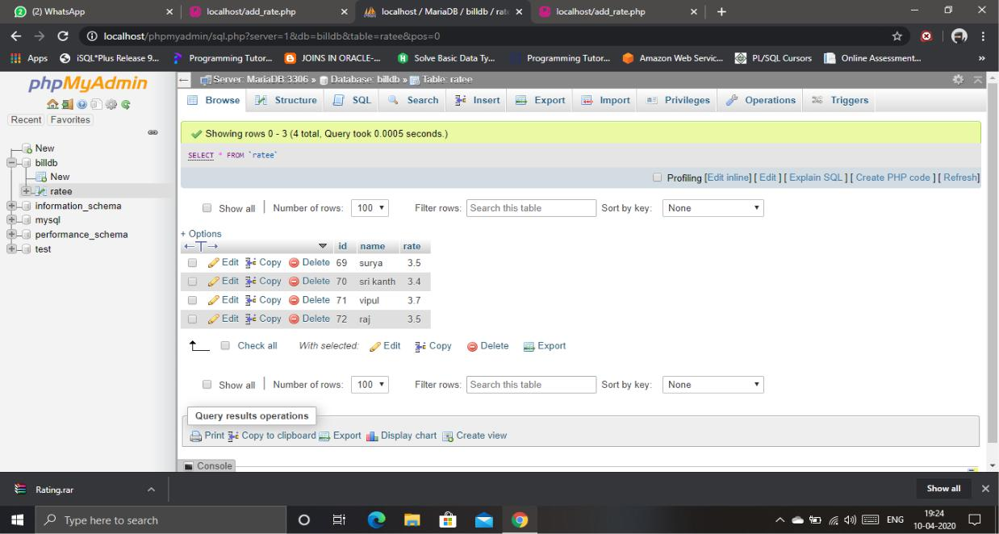 (2) WhatsApp
localhost/add_rate.php
localhost / MariaDB / billdb / rate
localhost/add_rate.php
localhost/phpmyadmin/sql.php?server=1&db=billdb&table=ratee&pos=0
Apps iSQL*Plus Release 9... Programming Tutor... JOINS IN ORACLE-... Solve Basic Data Ty... Programming Tutor... Amazon Web Servic... PL/SQL Cursors Online Assessment... »
phpMyAdmin
Recent Favorites
New
billdb
New
ratee
information_schema
mysql
performance_schema
test
Server: MariaDB:3306 » Database: billdb » Table: ratee
Browse Structure SQL Search Insert Export Import Privileges Operations Triggers
Showing rows 0 - 3 (4 total, Query took 0.0005 seconds.)
SELECT * FROM `ratee`
Profiling [Edit inline] [ Edit ] [ Explain SQL ] [ Create PHP code ] [ Refresh]
Show all | Number of rows: 100 Filter rows: Search this table Sort by key: None
+ Options
←T→ id name rate
Edit Copy Delete 69 surya 3.5
Edit Copy Delete 70 sri kanth 3.4
Edit Copy Delete 71 vipul 3.7
Edit Copy Delete 72 raj 3.5
Check all With selected: Edit Copy Delete Export
Show all | Number of rows: 100 Filter rows: Search this table Sort by key: None
Query results operations
Print Copy to clipboard Export Display chart Create view
Console
Rating.rar Show all
Type here to search
ENG 19:24
10-04-2020